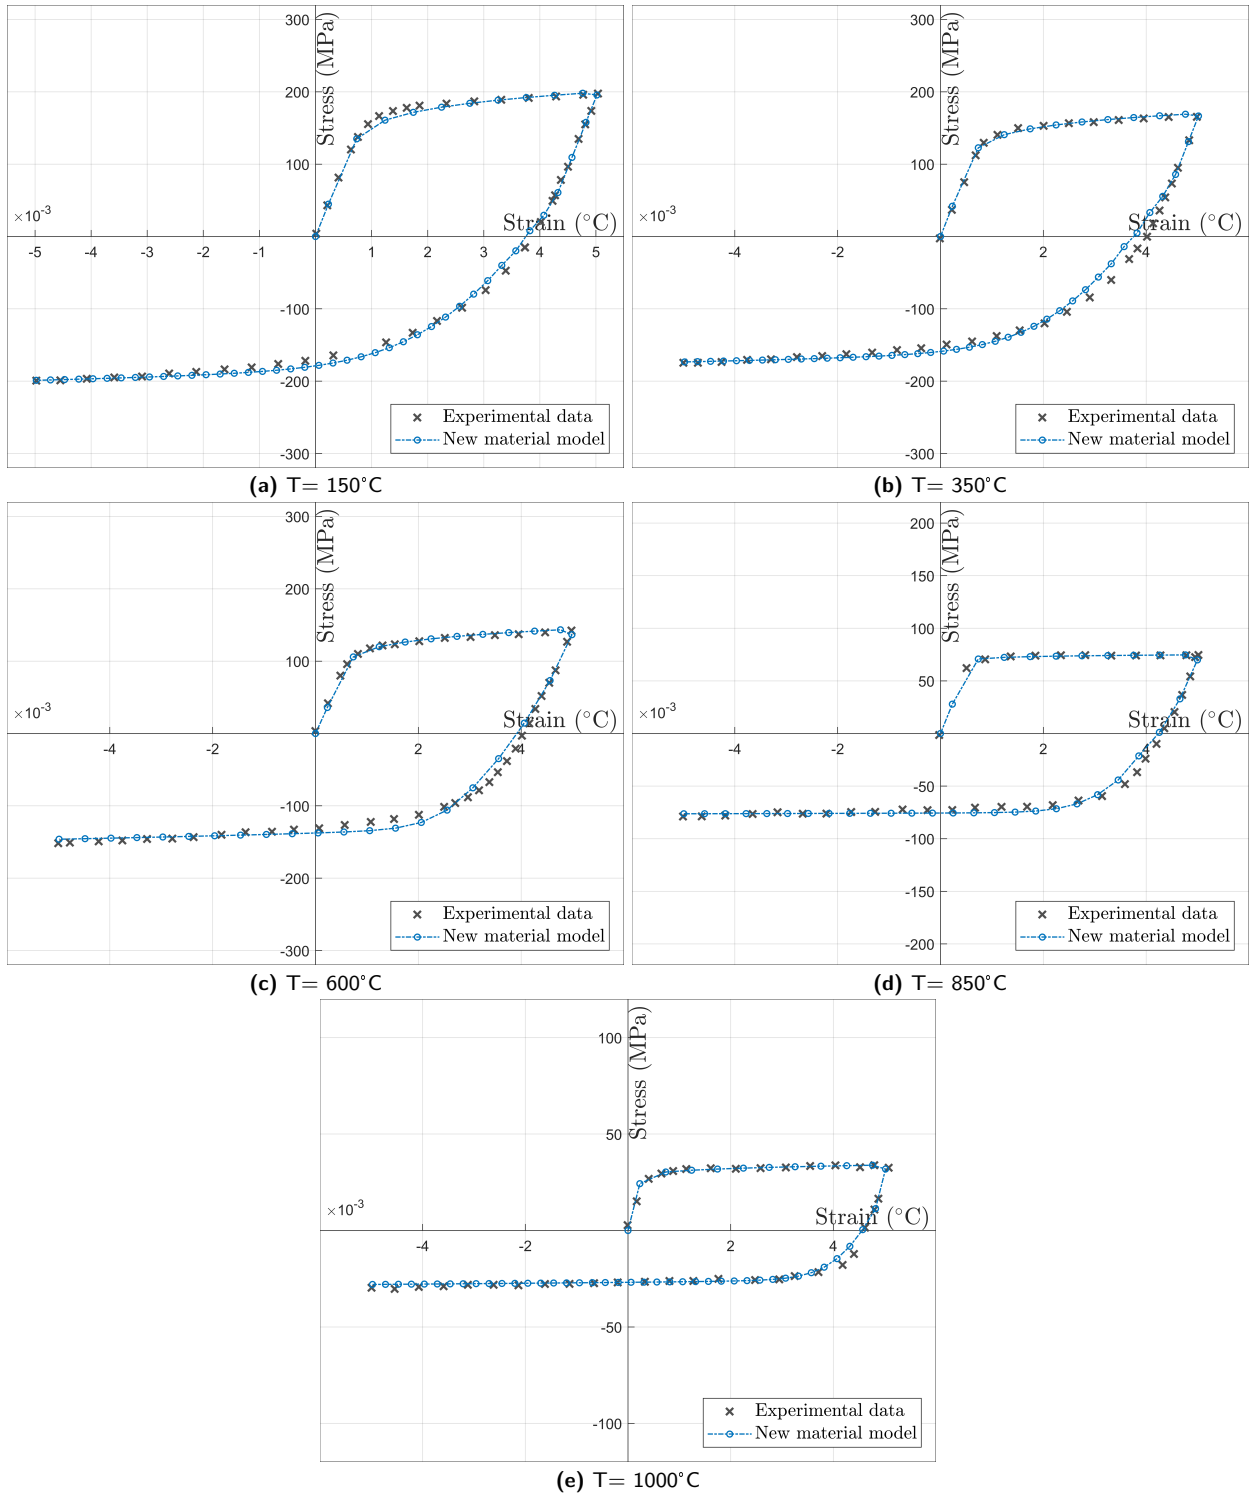 300
200
100
-100
-200
-300
-5
-4
-3
-2
-1
1
2
3
4
5
×10-3
Stress (MPa)
Strain (°C)
Experimental data
New material model
(a) T= 150°C
300
200
100
-100
-200
-300
-4
-2
2
4
×10-3
Stress (MPa)
Strain (°C)
Experimental data
New material model
(b) T= 350°C
300
200
100
-100
-200
-300
-4
-2
2
4
×10-3
Stress (MPa)
Strain (°C)
Experimental data
New material model
(c) T= 600°C
200
150
100
50
-50
-100
-150
-200
-4
-2
2
4
×10-3
Stress (MPa)
Strain (°C)
Experimental data
New material model
(d) T= 850°C
100
50
-50
-100
-4
-2
2
4
×10-3
Stress (MPa)
Strain (°C)
Experimental data
New material model
(e) T= 1000°C